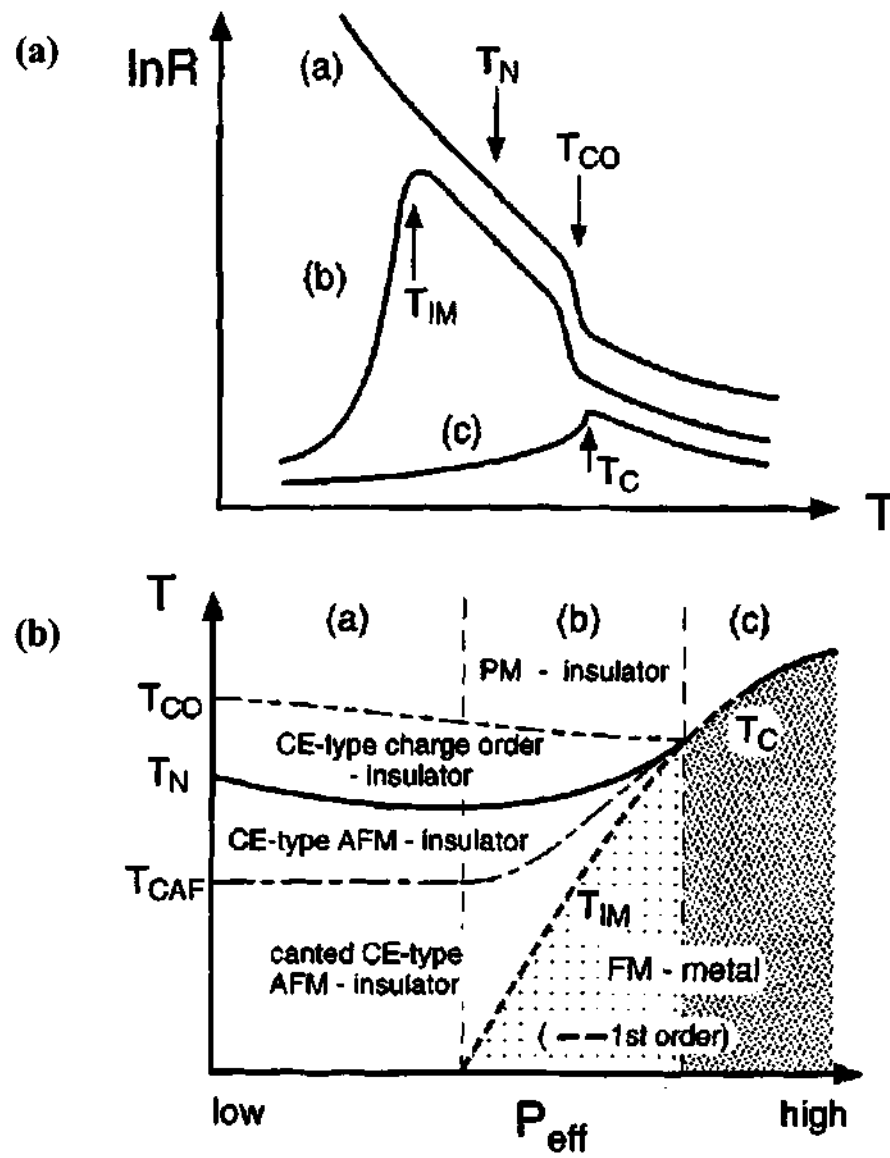 (a)
lnR
(a)
T_N
T_CO
(b)
T_IM
(c)
T_C
T
(b)
T
(a)
(b)
(c)
PM - insulator
T_CO
CE-type charge order
- insulator
T_C
T_N
CE-type AFM - insulator
T_CAF
T_IM
canted CE-type
AFM - insulator
FM - metal
( - - 1st order)
low
P_eff
high